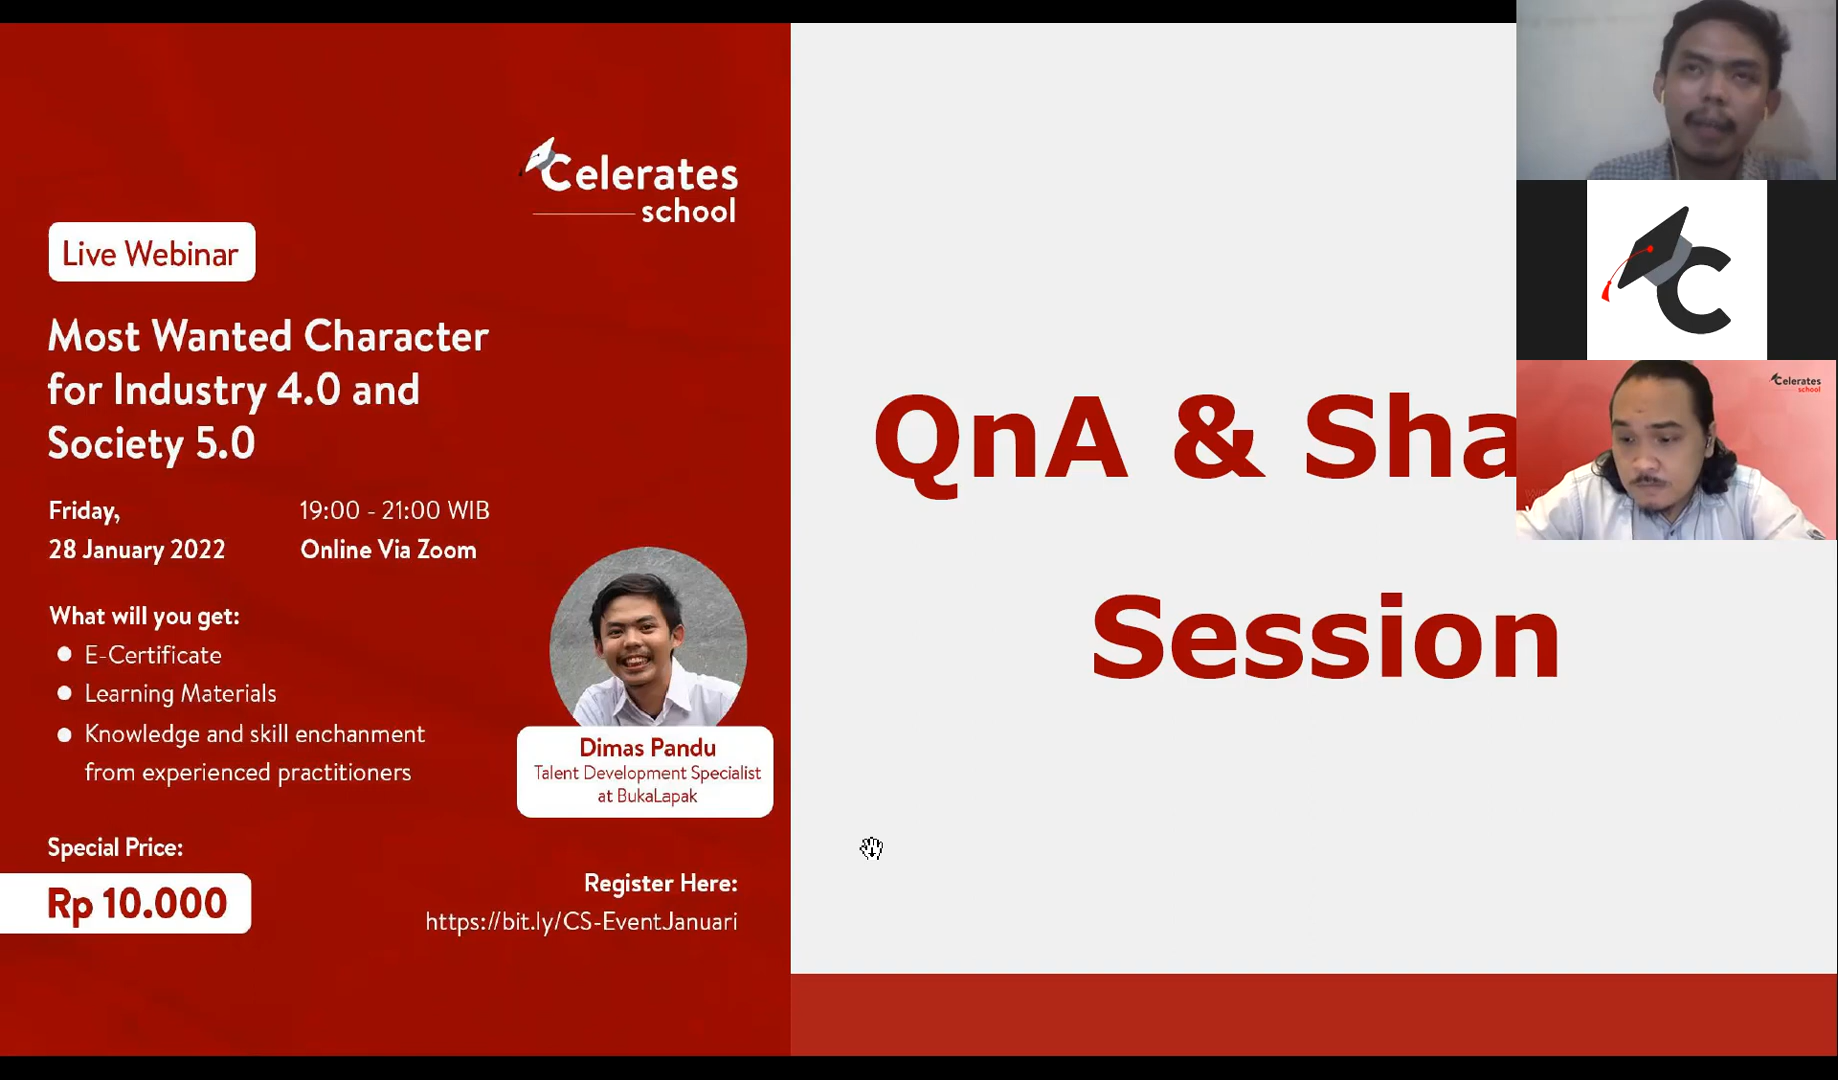 Celerates
school
Live Webinar
Most Wanted Character
for Industry 4.0 and
Society 5.0
Friday,
28 January 2022
19:00 - 21:00 WIB
Online Via Zoom
What will you get:
E-Certificate
Learning Materials
Knowledge and skill enchanment
from experienced practitioners
Dimas Pandu
Talent Development Specialist
at BukaLapak
Special Price:
Rp 10.000
Register Here:
https://bit.ly/CS-EventJanuari
QnA & Sha
Session
C
Celerates
school